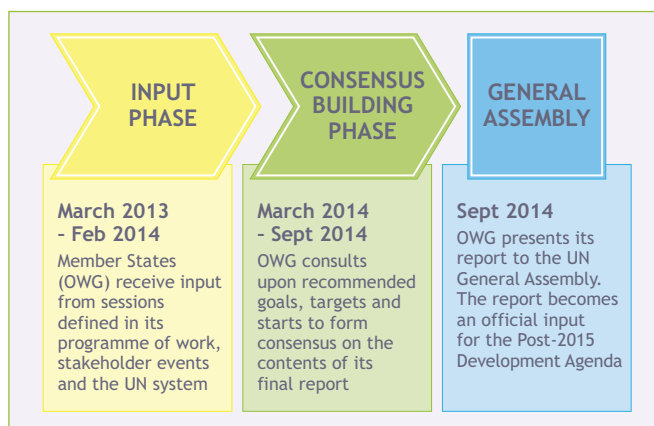 INPUT
PHASE
CONSENSUS
BUILDING
PHASE
GENERAL
ASSEMBLY
March 2013
– Feb 2014
Member States
(OWG) receive input
from sessions
defined in its
programme of work,
stakeholder events
and the UN system
March 2014
– Sept 2014
OWG consults
upon recommended
goals, targets and
starts to form
consensus on the
contents of its
final report
Sept 2014
OWG presents its
report to the UN
General Assembly.
The report becomes
an official input
for the Post-2015
Development Agenda